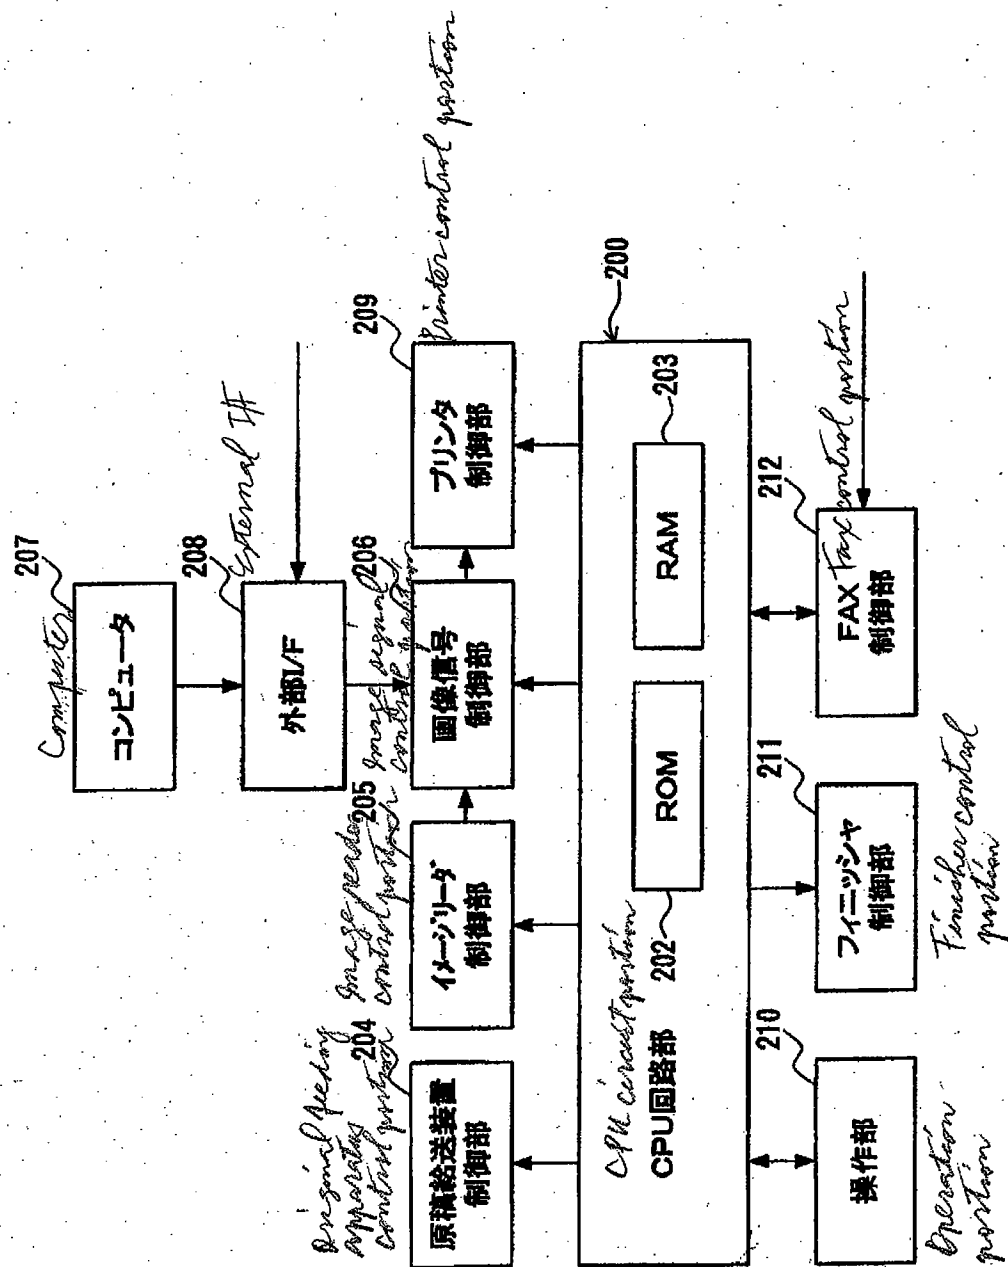 Computer
207
コンピュータ
208
External I/F
外部I/F
Original feeding
apparatus
control portion
204
原稿給送装置
制御部
Image reader
control portion
205
イメージリーダ
制御部
Image signal
control portion
206
画像信号
制御部
209
Printer control portion
プリンタ
制御部
200
CPU circuit portion
CPU回路部
202
ROM
RAM
203
210
操作部
Operation
portion
211
フィニッシャ
制御部
Finisher control
portion
212
FAX
制御部
Fax control portion